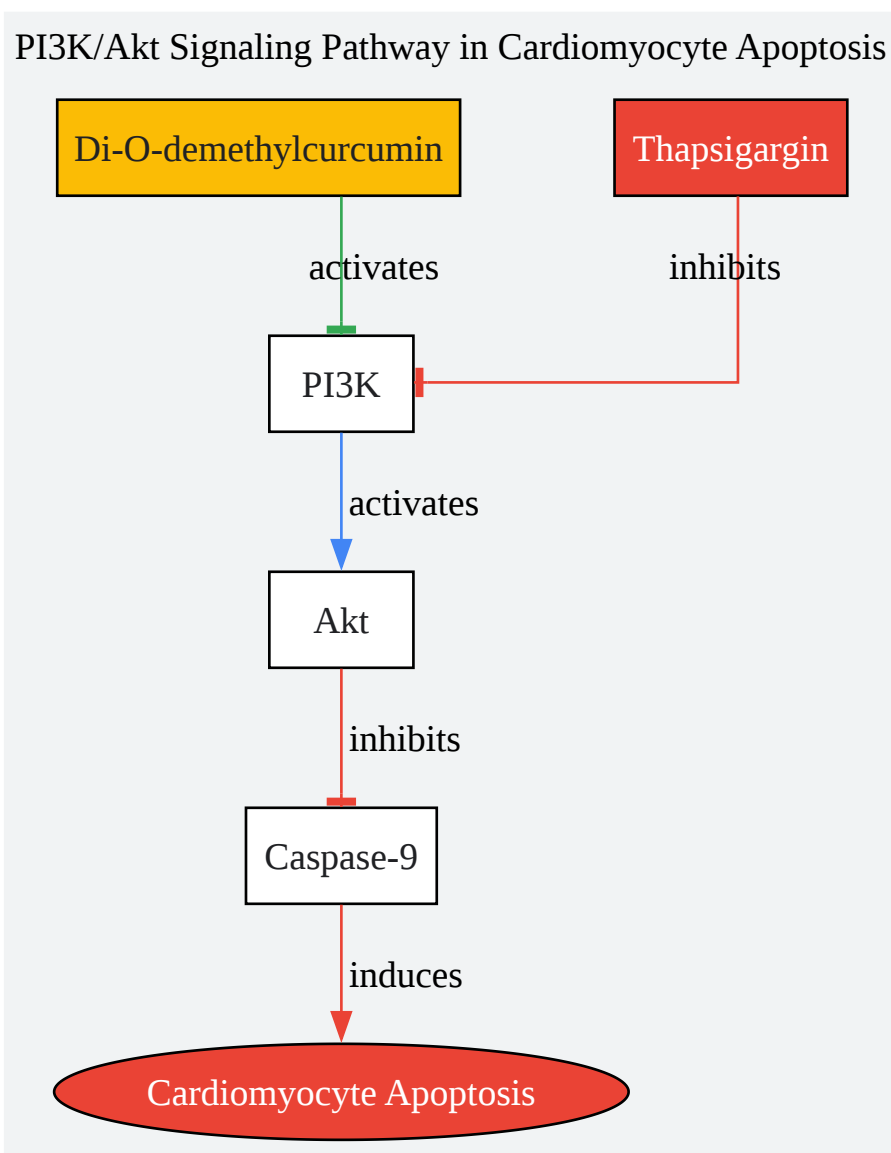 PI3K/Akt Signaling Pathway in Cardiomyocyte Apoptosis
Di-O-demethylcurcumin
Thapsigargin
activates
inhibits
PI3K
activates
Akt
inhibits
Caspase-9
induces
Cardiomyocyte Apoptosis